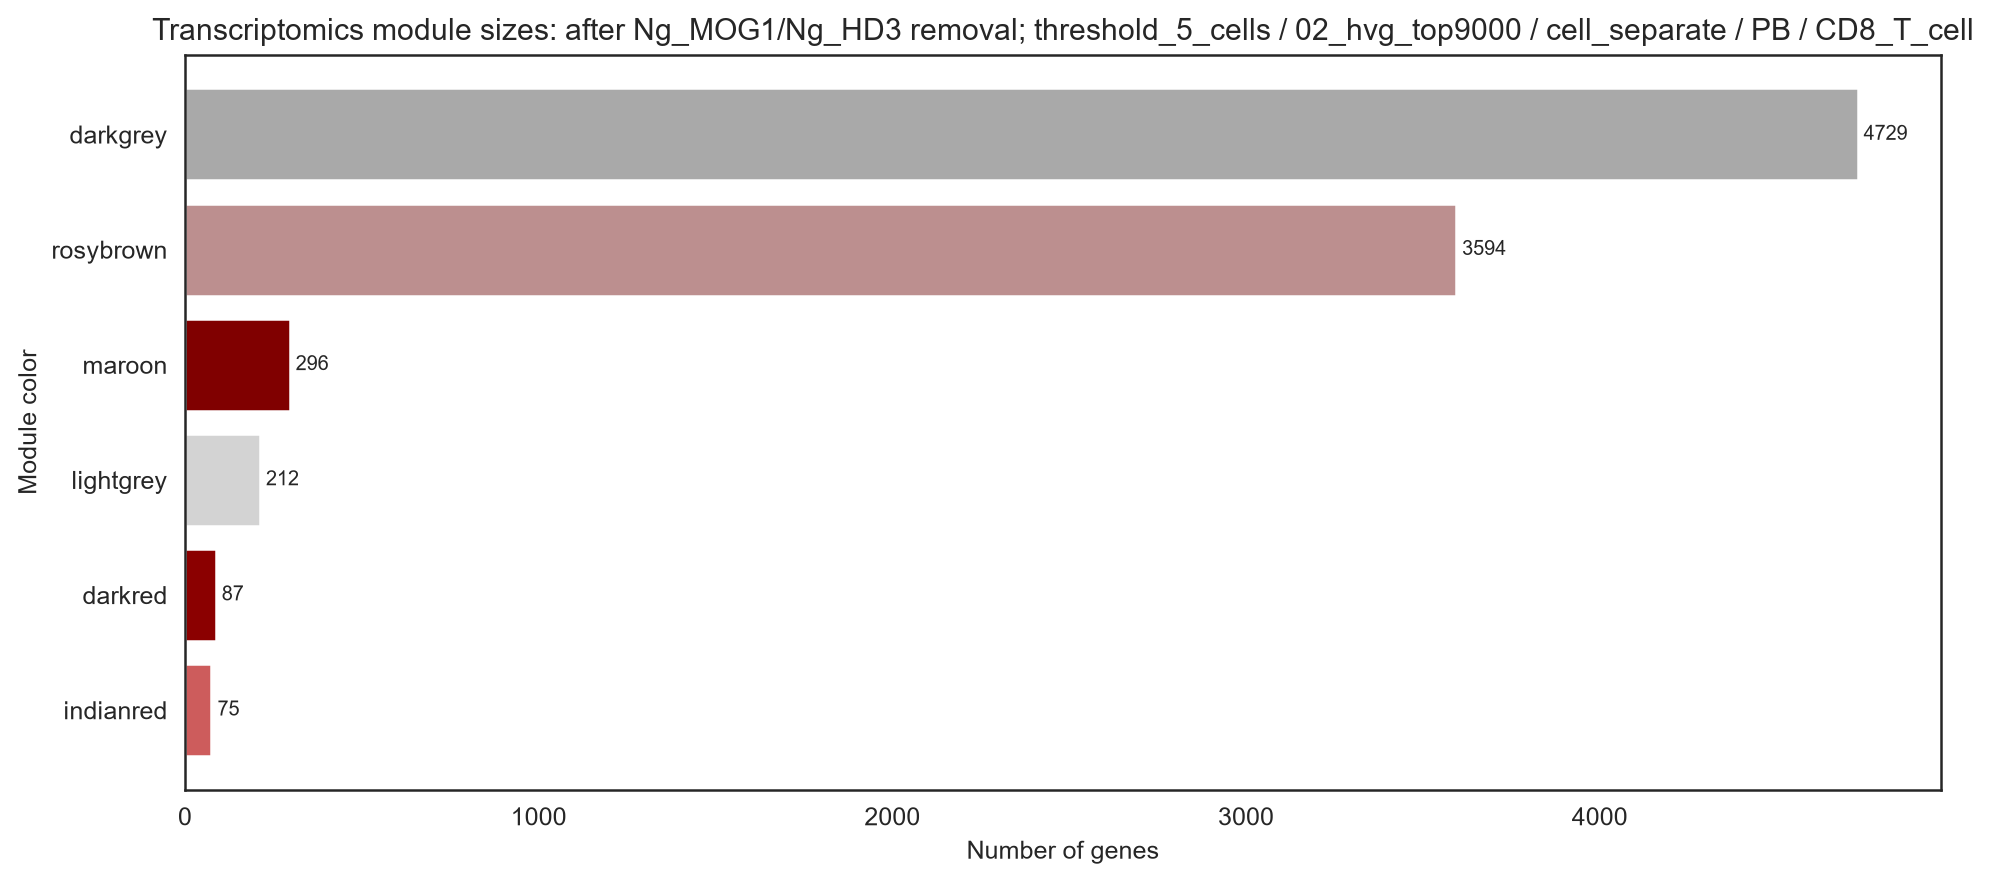 Transcriptomics module sizes: after Ng_MOG1/Ng_HD3 removal; threshold_5_cells / 02_hvg_top9000 / cell_separate / PB / CD8_T_cell
Module color
darkgrey 4729
rosybrown 3594
maroon 296
lightgrey 212
darkred 87
indianred 75
0 1000 2000 3000 4000
Number of genes